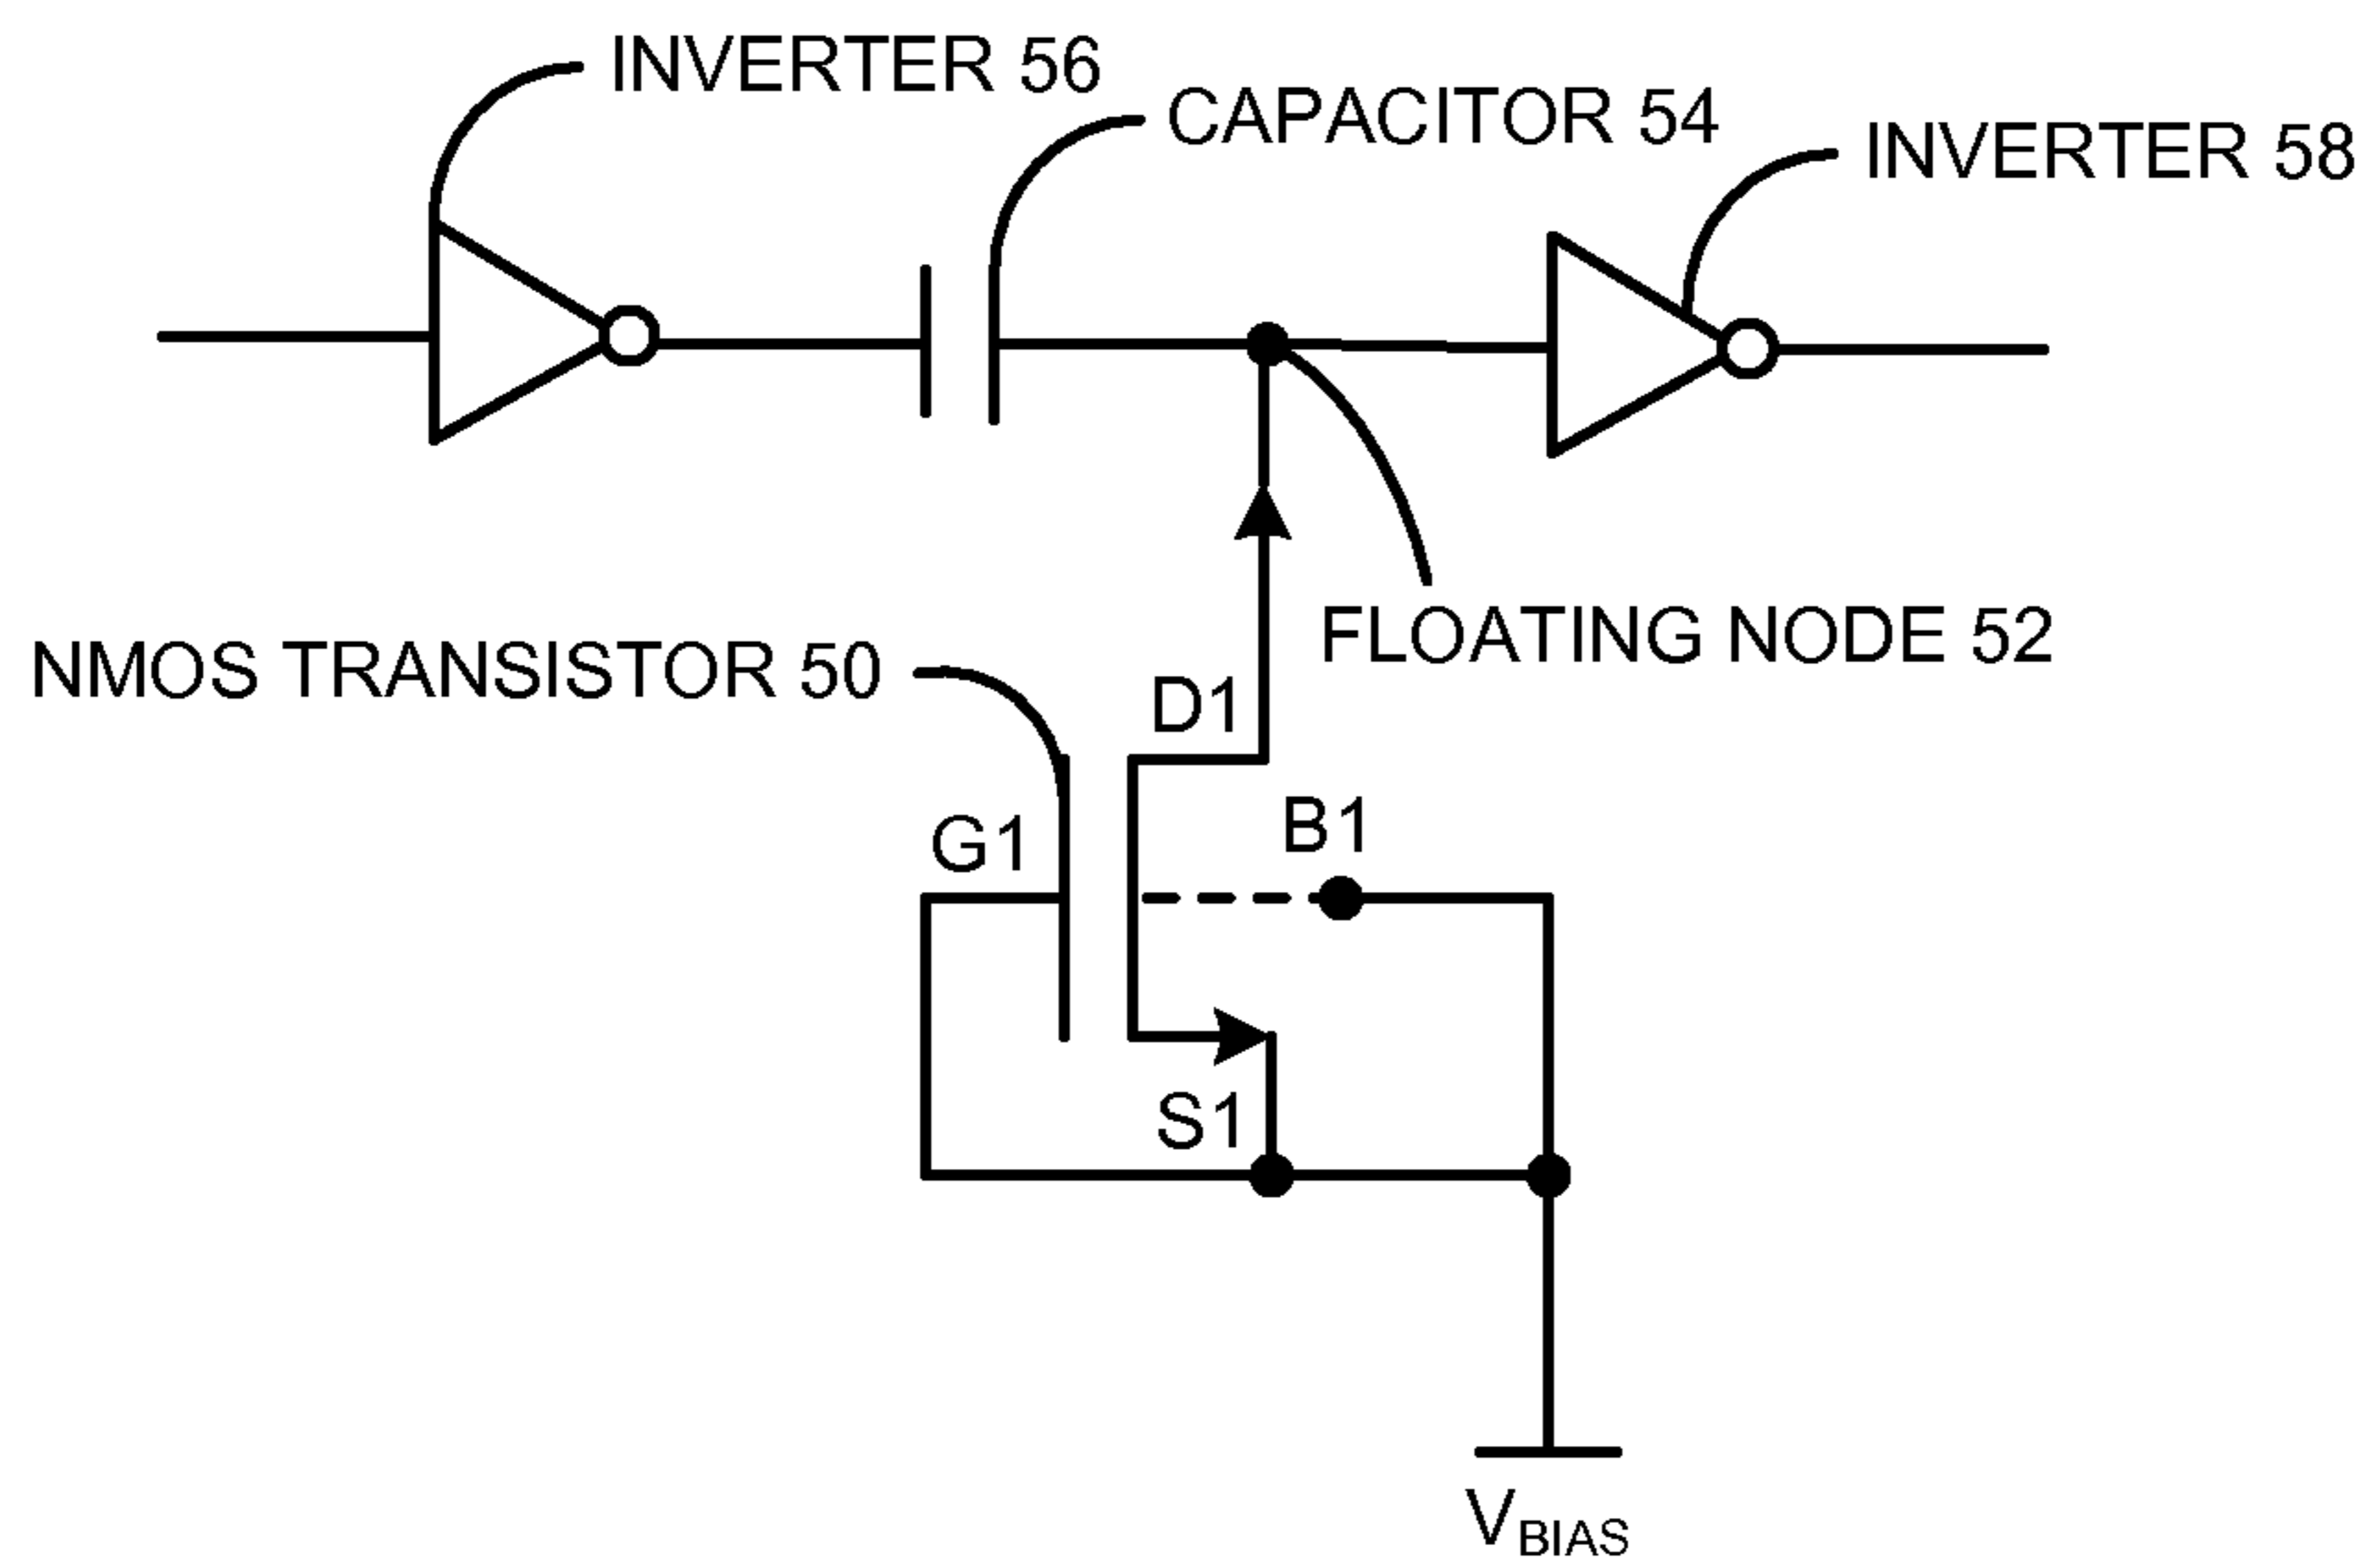 INVERTER 56
CAPACITOR 54
INVERTER 58
FLOATING NODE 52
NMOS TRANSISTOR 50
D1
G1
B1
S1
VBIAS